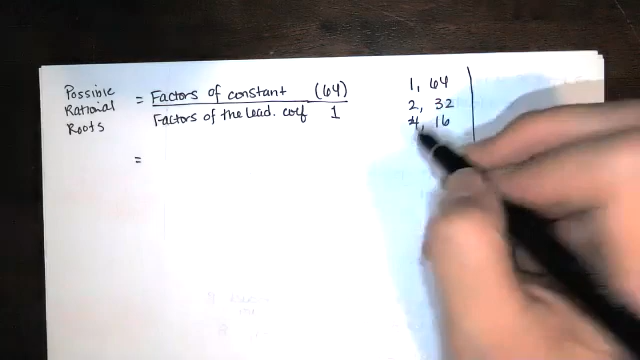 Possible
Rational
Roots
= Factors of constant (64)
Factors of the lead. coef 1
=
1, 64
2, 32
4, 16